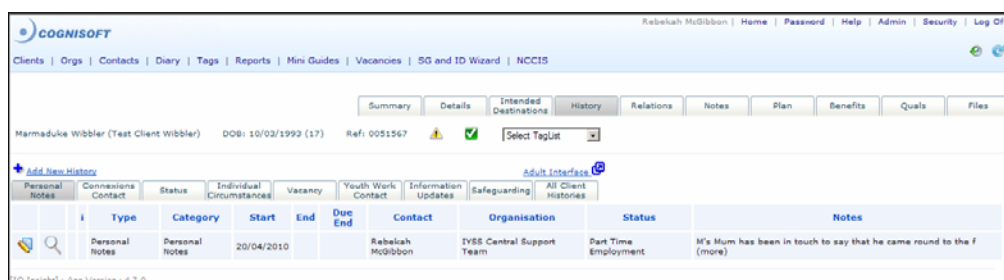 Rebekah McGibbon | Home | Password | Help | Admin | Security | Log Of
COGNISOFT
Clients | Orgs | Contacts | Diary | Tags | Reports | Mini Guides | Vacancies | SG and ID Wizard | NCCIS
Summary Details Intended Destinations History Relations Notes Plan Benefits Quals Files
Marmaduke Wibbler (Test Client Wibbler) DOB: 10/03/1993 (17) Ref: 0051567 Select TagList
Add New History Adult Interface
Personal Notes Connexions Contact Status Individual Circumstances Vacancy Youth Work Contact Information Updates Safeguarding All Client Histories
i Type Category Start End Due End Contact Organisation Status Notes
Personal Notes Personal Notes 20/04/2010 Rebekah McGibbon IYSS Central Support Team Part Time Employment M's Mum has been in touch to say that he came round to the f (more)